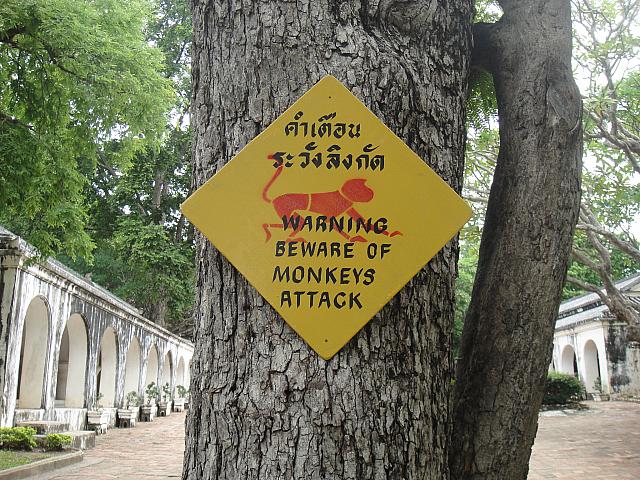 คำเตือน
ระวังลิงกัด
WARNING
BEWARE OF
MONKEYS
ATTACK